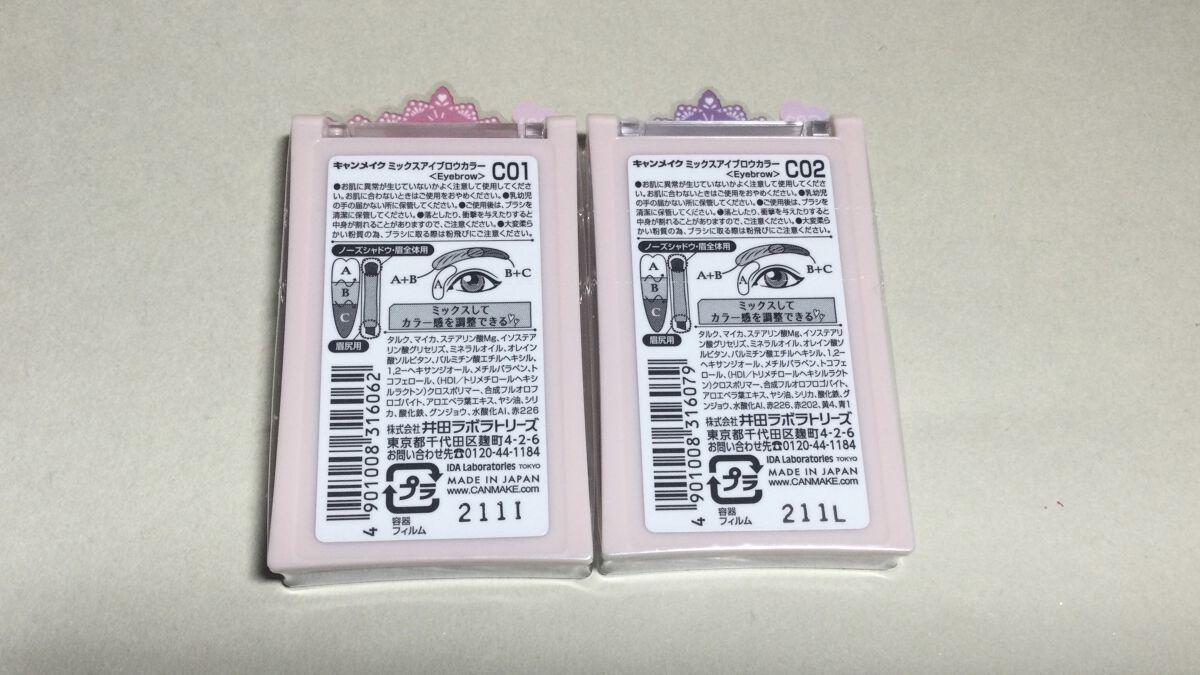 キャンメイク ミックスアイブロウカラー C01
<Eyebrow>
●お肌に異常が生じていないかよく注意して使用してくださ
い。お肌に合わないときはご使用をおやめください。●乳幼児
の手の届かない所に保管してください。●ご使用後は、ブラシを
清潔に保管してください。●落としたり、衝撃を与えたりすると
中身が割れることがありますので、ご注意ください。●大変柔ら
かい粉質の為、ブラシに取る際は粉飛びにご注意ください。
ノーズシャドウ・眉全体用
A
B
C
眉尻用
A+B
A
B+C
ミックスして
カラー感を調整できる
タルク、マイカ、ステアリン酸Mg、イソステア
リン酸グリセリズ、ミネラルオイル、オレイン
酸ソルビタン、パルミチン酸エチルヘキシル、
1,2-ヘキサンジオール、メチルパラベン、トコ
フェロール、(HDI/トリメチロールヘキシル
ラクトン)クロスポリマー、合成フルオロフ
ロゴパイト、アロエベラ葉エキス、ヤシ油、シリ
カ、酸化鉄、グンジョウ、水酸化Al、赤226
株式会社 井田ラボラトリーズ
東京都千代田区麹町4-2-6
お問い合わせ先☎0120-44-1184
IDA Laboratories TOKYO
MADE IN JAPAN
www.CANMAKE.com
プラ
容器
フィルム
211I
4 901008 316062
キャンメイク ミックスアイブロウカラー C02
<Eyebrow>
●お肌に異常が生じていないかよく注意して使用してくださ
い。お肌に合わないときはご使用をおやめください。●乳幼児
の手の届かない所に保管してください。●ご使用後は、ブラシを
清潔に保管してください。●落としたり、衝撃を与えたりすると
中身が割れることがありますので、ご注意ください。●大変柔ら
かい粉質の為、ブラシに取る際は粉飛びにご注意ください。
ノーズシャドウ・眉全体用
A
B
C
眉尻用
A+B
A
B+C
ミックスして
カラー感を調整できる
タルク、マイカ、ステアリン酸Mg、イソステアリ
ン酸グリセリズ、ミネラルオイル、オレイン酸
ソルビタン、パルミチン酸エチルヘキシル、1,2-
ヘキサンジオール、メチルパラベン、トコフェ
ロール、(HDI/トリメチロールヘキシルラクト
ン)クロスポリマー、合成フルオロフロゴパイト、
アロエベラ葉エキス、ヤシ油、シリカ、酸化鉄、グ
ンジョウ、水酸化Al、赤226、赤202、黄4、青1
株式会社 井田ラボラトリーズ
東京都千代田区麹町4-2-6
お問い合わせ先☎0120-44-1184
IDA Laboratories TOKYO
MADE IN JAPAN
www.CANMAKE.com
プラ
容器
フィルム
211L
4 901008 316079